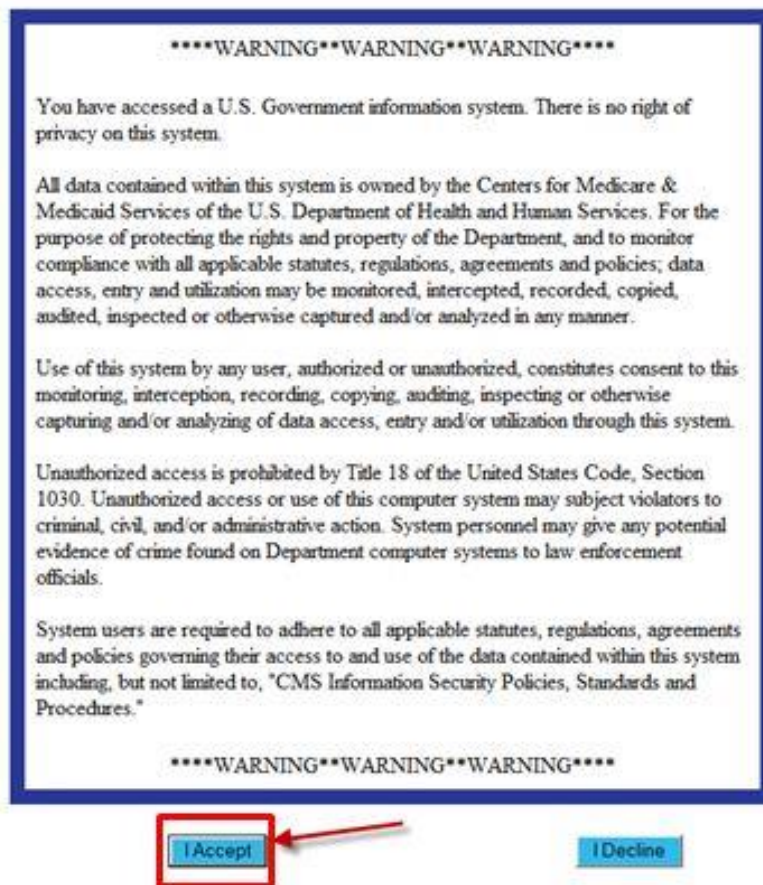 ****WARNING**WARNING**WARNING****
You have accessed a U.S. Government information system. There is no right of
privacy on this system.
All data contained within this system is owned by the Centers for Medicare &
Medicaid Services of the U.S. Department of Health and Human Services. For the
purpose of protecting the rights and property of the Department, and to monitor
compliance with all applicable statutes, regulations, agreements and policies; data
access, entry and utilization may be monitored, intercepted, recorded, copied,
audited, inspected or otherwise captured and/or analyzed in any manner.
Use of this system by any user, authorized or unauthorized, constitutes consent to this
monitoring, interception, recording, copying, auditing, inspecting or otherwise
capturing and/or analyzing of data access, entry and/or utilization through this system.
Unauthorized access is prohibited by Title 18 of the United States Code, Section
1030. Unauthorized access or use of this computer system may subject violators to
criminal, civil, and/or administrative action. System personnel may give any potential
evidence of crime found on Department computer systems to law enforcement
officials.
System users are required to adhere to all applicable statutes, regulations, agreements
and policies governing their access to and use of the data contained within this system
including, but not limited to, "CMS Information Security Policies, Standards and
Procedures."
****WARNING**WARNING**WARNING****
I Accept
I Decline